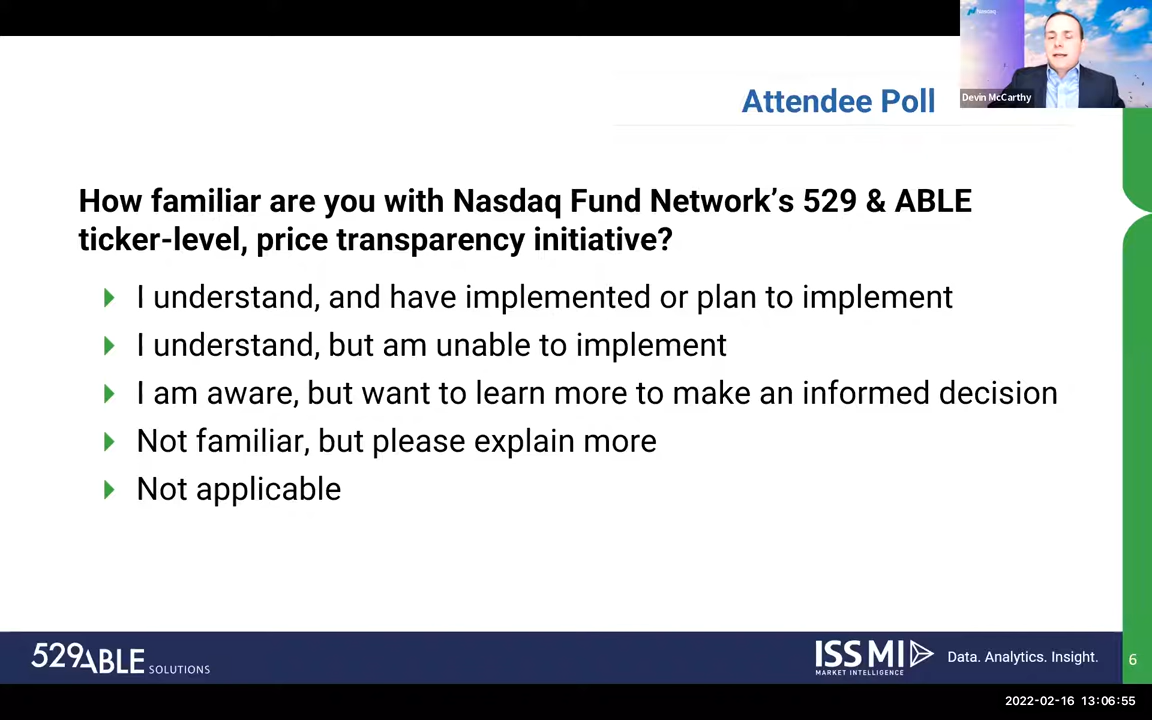 Nasdaq
Devin McCarthy
Attendee Poll
How familiar are you with Nasdaq Fund Network’s 529 & ABLE
ticker-level, price transparency initiative?
I understand, and have implemented or plan to implement
I understand, but am unable to implement
I am aware, but want to learn more to make an informed decision
Not familiar, but please explain more
Not applicable
529ABLE SOLUTIONS
ISS MI
MARKET INTELLIGENCE
Data. Analytics. Insight.
6
2022-02-16 13:06:55